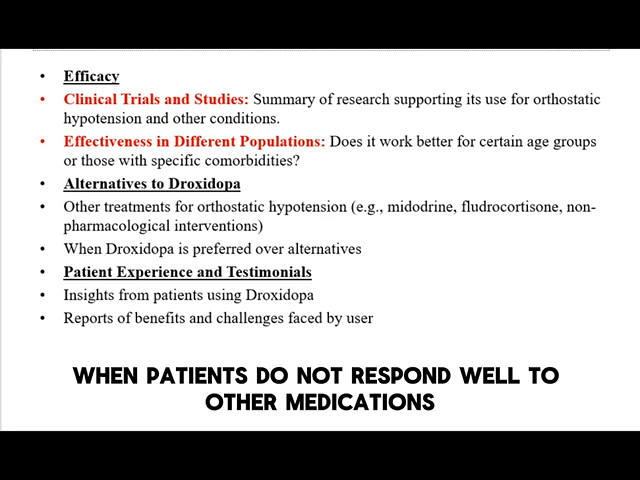 • Efficacy
• Clinical Trials and Studies: Summary of research supporting its use for orthostatic
hypotension and other conditions.
• Effectiveness in Different Populations: Does it work better for certain age groups
or those with specific comorbidities?
• Alternatives to Droxidopa
• Other treatments for orthostatic hypotension (e.g., midodrine, fludrocortisone, non-
pharmacological interventions)
• When Droxidopa is preferred over alternatives
• Patient Experience and Testimonials
• Insights from patients using Droxidopa
• Reports of benefits and challenges faced by user
WHEN PATIENTS DO NOT RESPOND WELL TO
OTHER MEDICATIONS